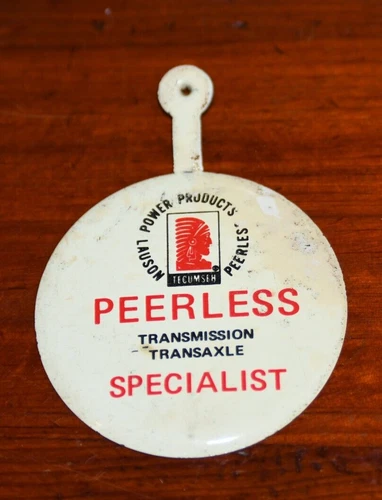 LAUSON POWER PRODUCTS PEERLESS
TECUMSEH
PEERLESS
TRANSMISSION
TRANSAXLE
SPECIALIST